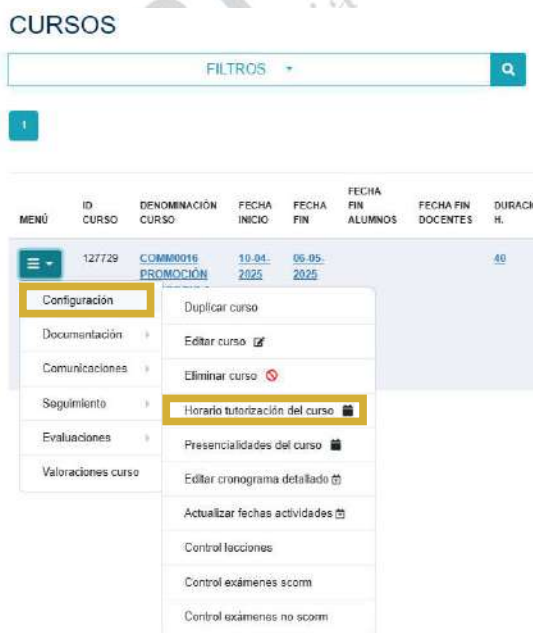 CURSOS
FILTROS
1
MENÚ
ID CURSO
DENOMINACIÓN CURSO
FECHA INICIO
FECHA FIN
FECHA FIN ALUMNOS
FECHA FIN DOCENTES
DURACI
H.
127729
COMM0016 PROMOCIÓN
10-04-2025
06-05-2025
40
Configuración
Documentación
Comunicaciones
Seguimiento
Evaluaciones
Valoraciones curso
Duplicar curso
Editar curso
Eliminar curso
Horario tutorización del curso
Presencialidades del curso
Editar cronograma detallado
Actualizar fechas actividades
Control lecciones
Control exámenes scorm
Control exámenes no scorm